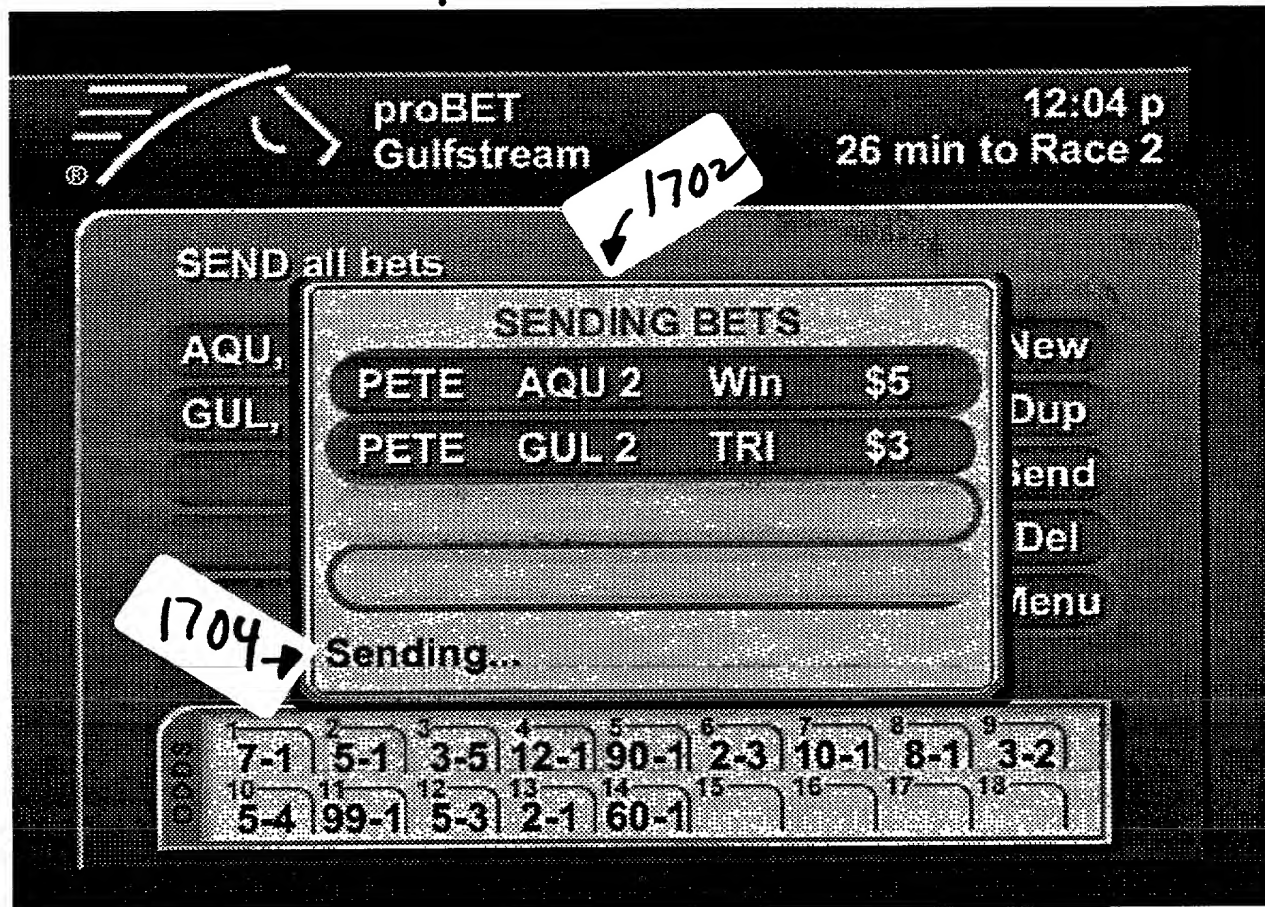 proBET
Gulfstream
12:04 p
26 min to Race 2
®
1702
SEND all bets
AQU,
GUL,
SENDING BETS
PETE AQU 2 Win $5
PETE GUL 2 TRI $3
New
Dup
Send
Del
Menu
1704
Sending...
ODDS
1 2 3 4 5 6 7 8 9
7-1 5-1 3-5 12-1 90-1 2-3 10-1 8-1 3-2
10 11 12 13 14 15 16 17 18
5-4 99-1 5-3 2-1 60-1